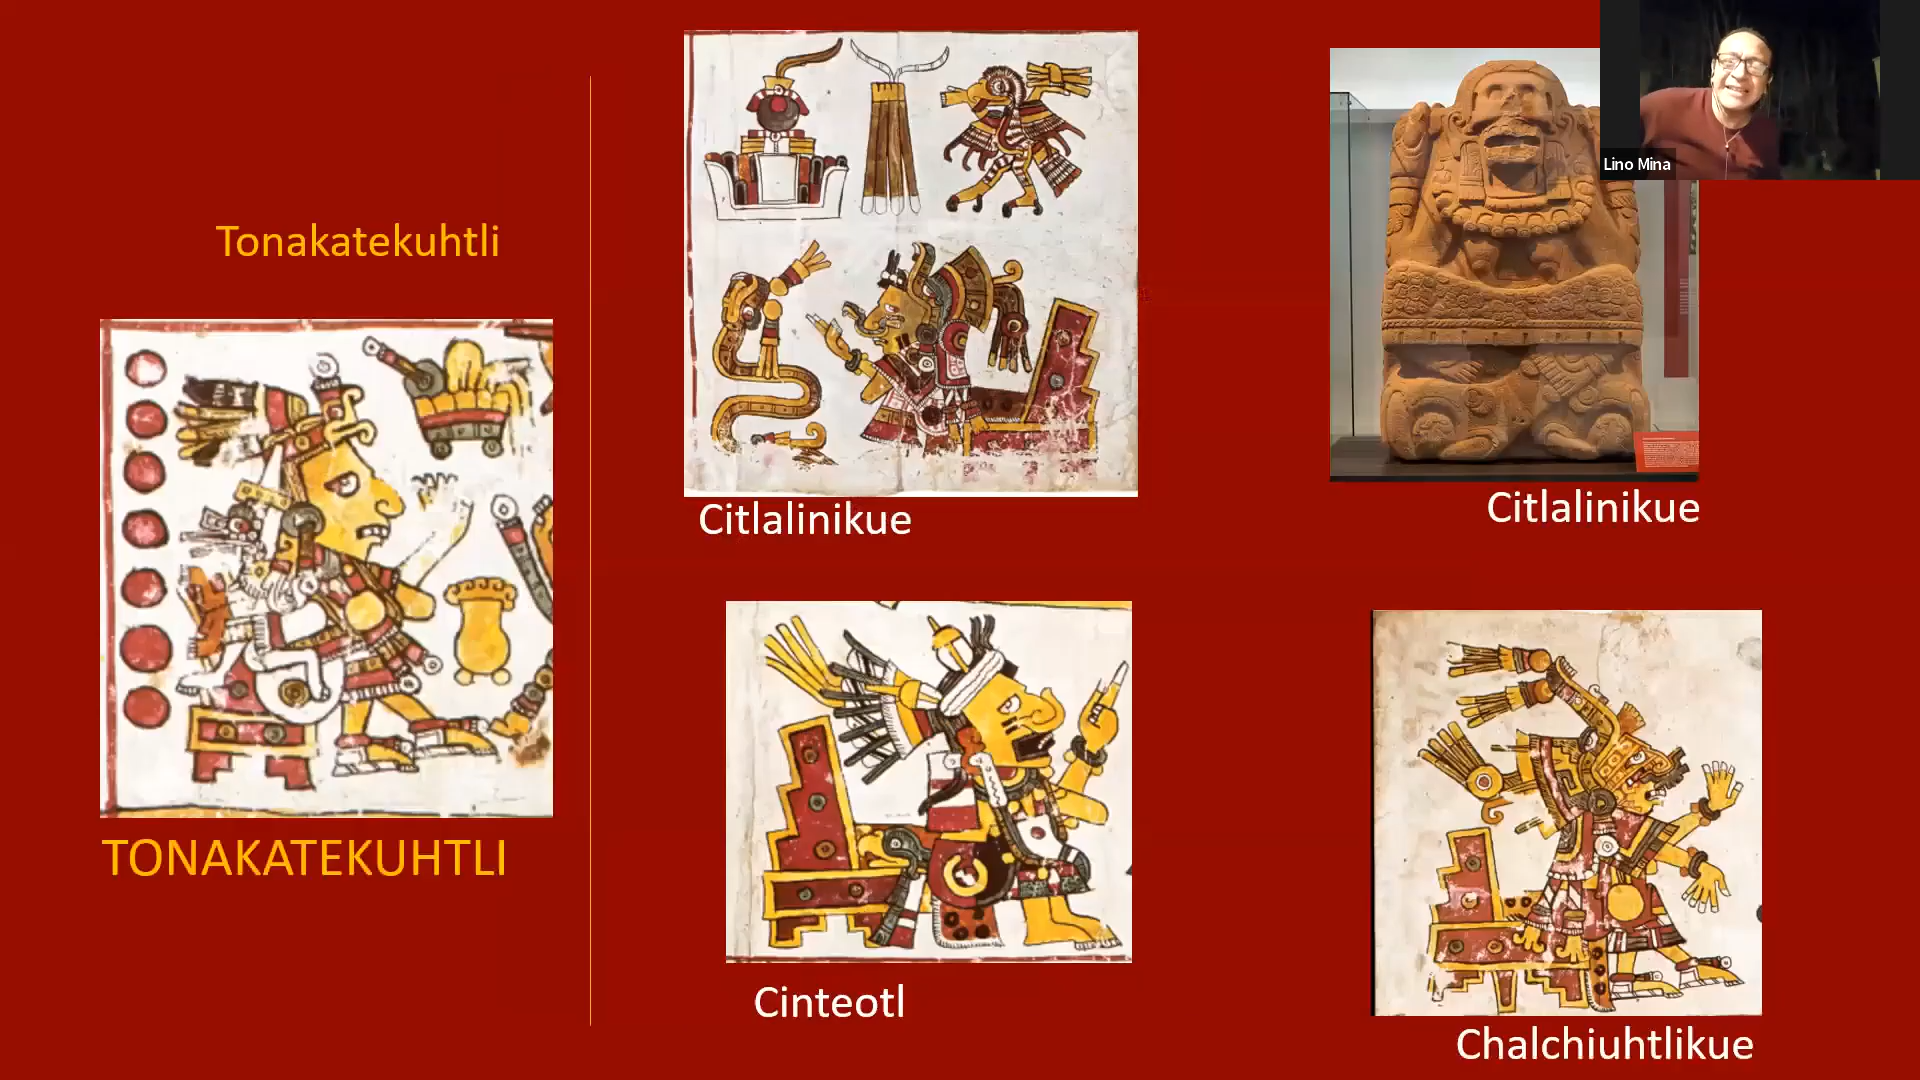 Tonakatekuhtli
TONAKATEKUHTLI
Citlalinikue
Citlalinikue
Lino Mina
Cinteotl
Chalchiuhtlikue